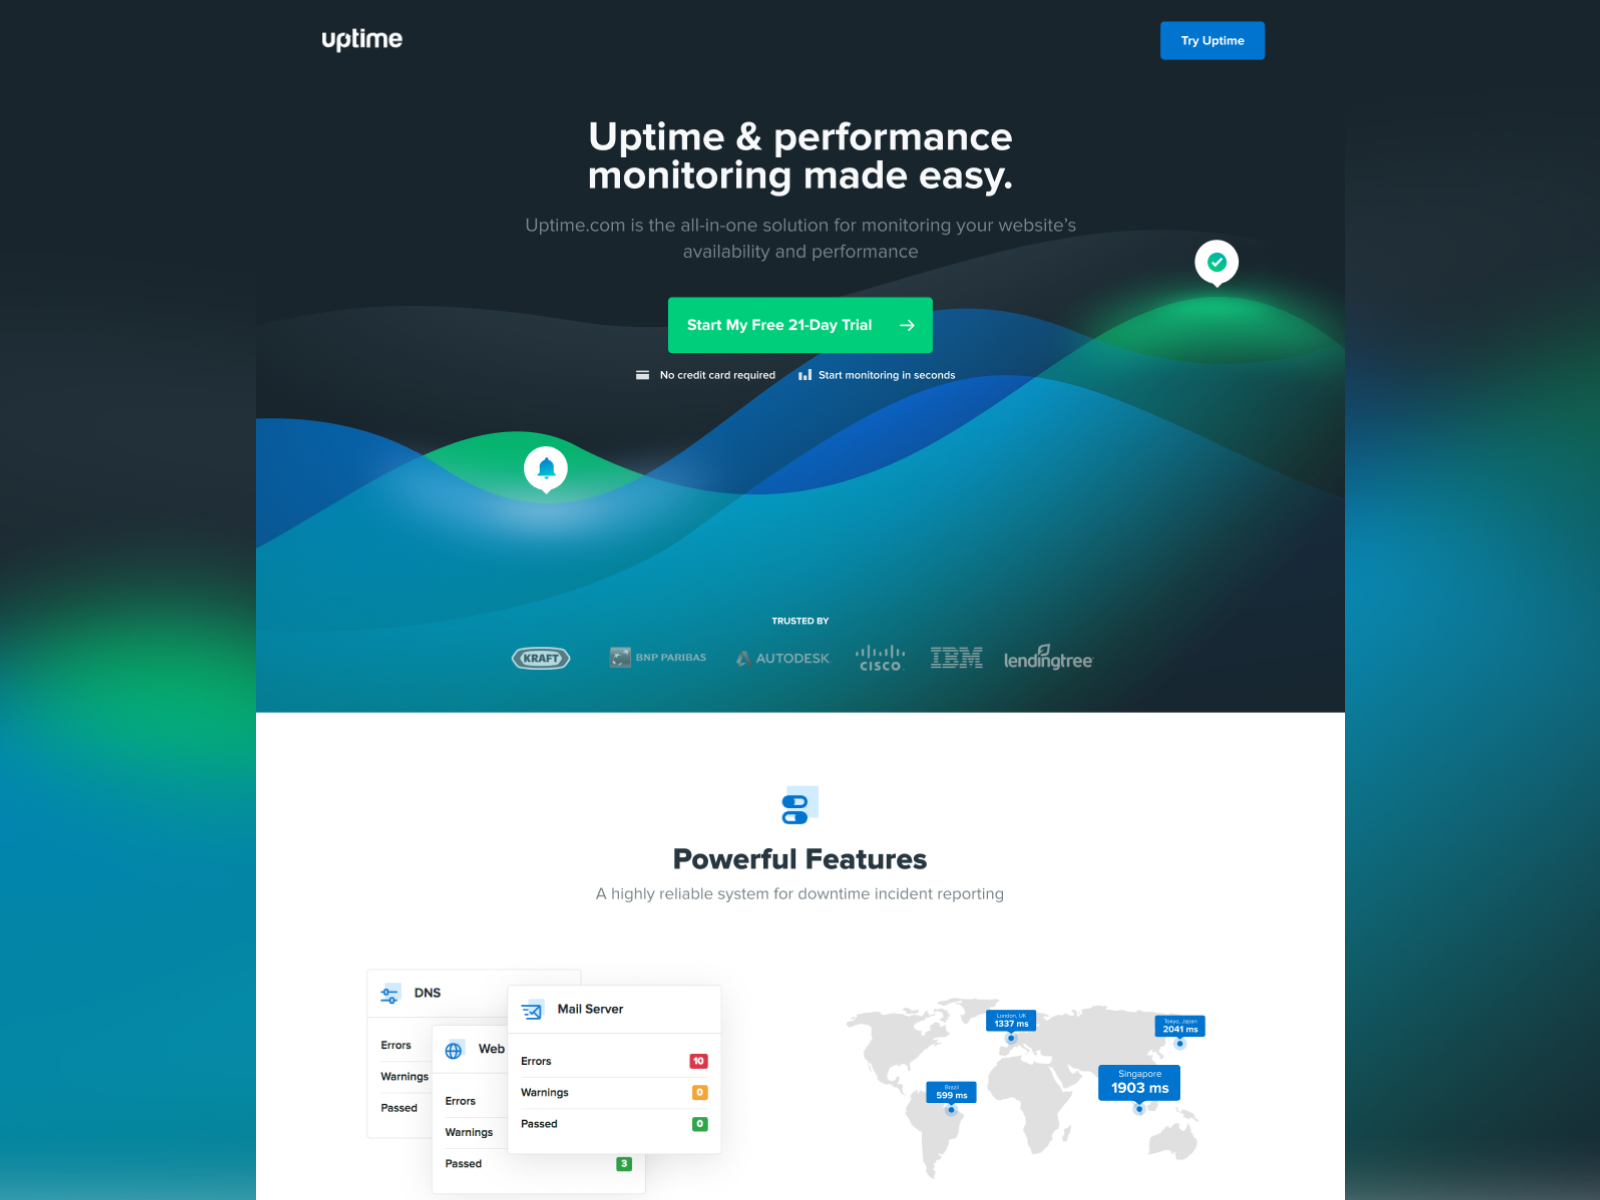 uptime
Try Uptime
Uptime & performance
monitoring made easy.
Uptime.com is the all-in-one solution for monitoring your website's
availability and performance
Start My Free 21-Day Trial
No credit card required
Start monitoring in seconds
TRUSTED BY
KRAFT
BNP PARIBAS
AUTODESK
CISCO
IBM
lendingtree
Powerful Features
A highly reliable system for downtime incident reporting
DNS
Errors
Warnings
Passed
Web
Errors
Warnings
Passed
3
Mail Server
Errors
10
Warnings
0
Passed
0
London, UK
1337 ms
Tokyo, Japan
2041 ms
Singapore
1903 ms
Brazil
599 ms